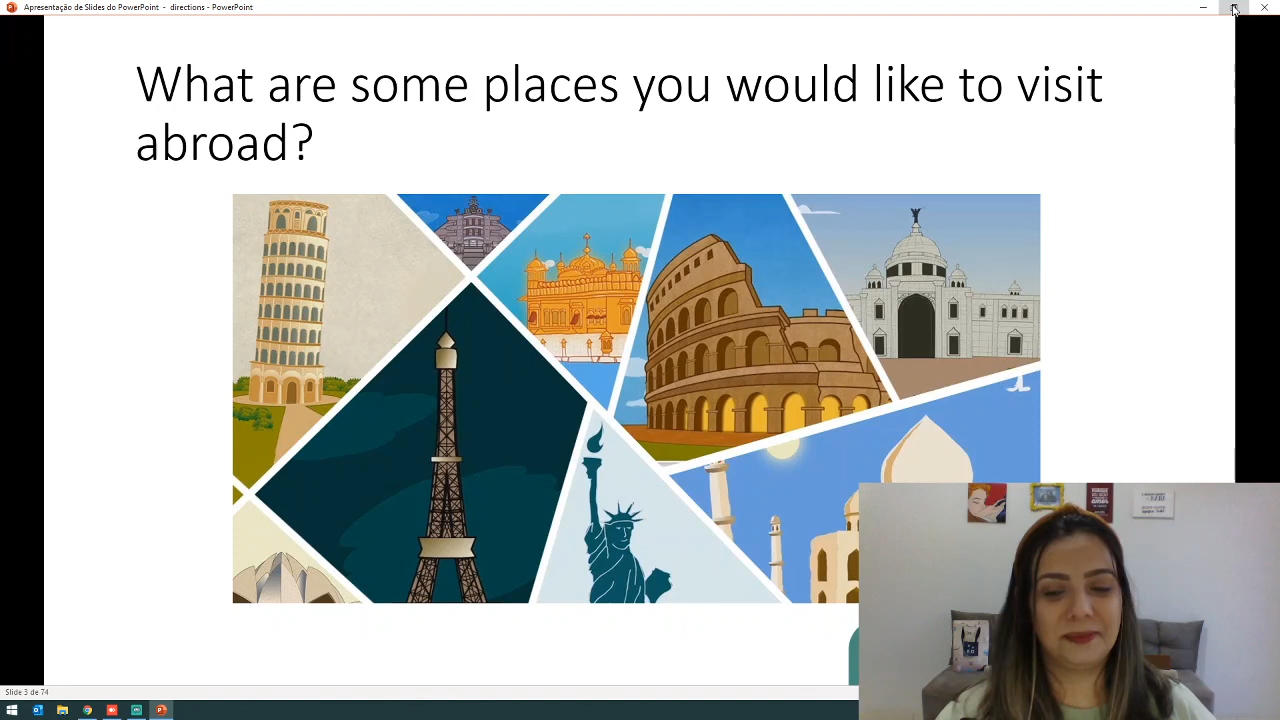 Apresentação de Slides do PowerPoint - directions - PowerPoint
What are some places you would like to visit
abroad?
Slide 3 de 74